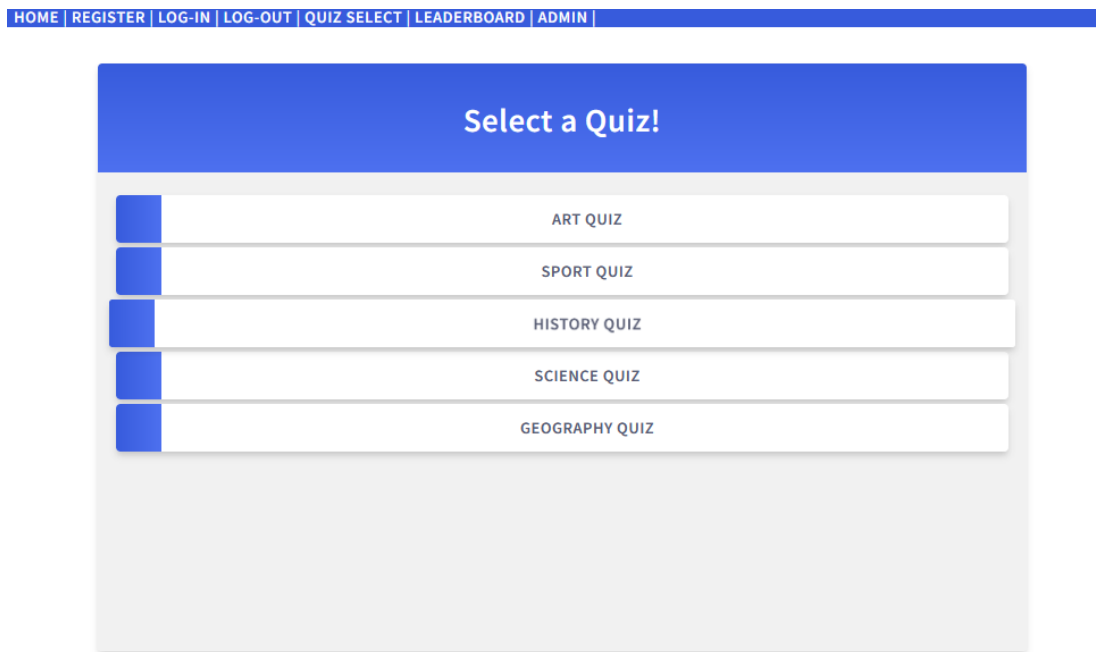 HOME | REGISTER | LOG-IN | LOG-OUT | QUIZ SELECT | LEADERBOARD | ADMIN |
Select a Quiz!
ART QUIZ
SPORT QUIZ
HISTORY QUIZ
SCIENCE QUIZ
GEOGRAPHY QUIZ